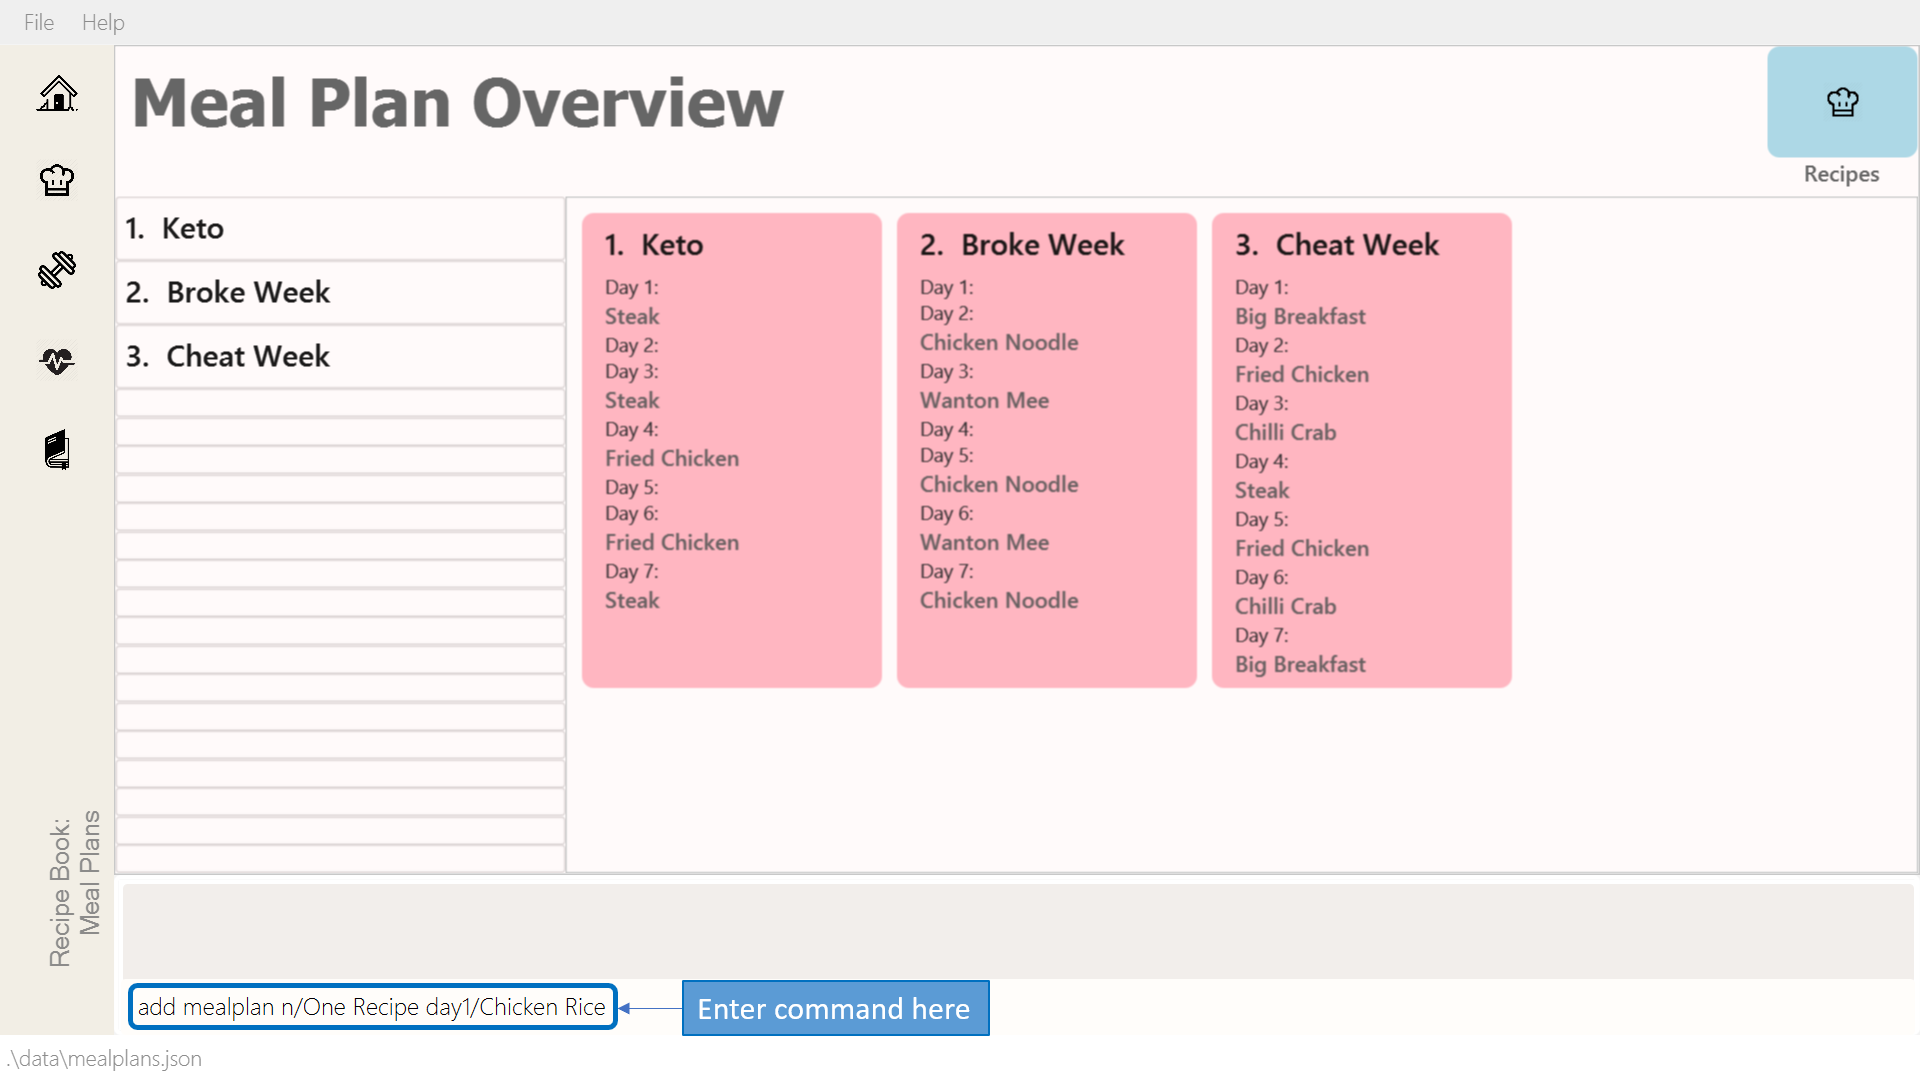 File Help
Meal Plan Overview
Recipes
1. Keto
2. Broke Week
3. Cheat Week
1. Keto
Day 1:
Steak
Day 2:
Day 3:
Steak
Day 4:
Fried Chicken
Day 5:
Day 6:
Fried Chicken
Day 7:
Steak
2. Broke Week
Day 1:
Day 2:
Chicken Noodle
Day 3:
Wanton Mee
Day 4:
Day 5:
Chicken Noodle
Day 6:
Wanton Mee
Day 7:
Chicken Noodle
3. Cheat Week
Day 1:
Big Breakfast
Day 2:
Fried Chicken
Day 3:
Chilli Crab
Day 4:
Steak
Day 5:
Fried Chicken
Day 6:
Chilli Crab
Day 7:
Big Breakfast
Recipe Book:
Meal Plans
add mealplan n/One Recipe day1/Chicken Rice
Enter command here
.\data\mealplans.json